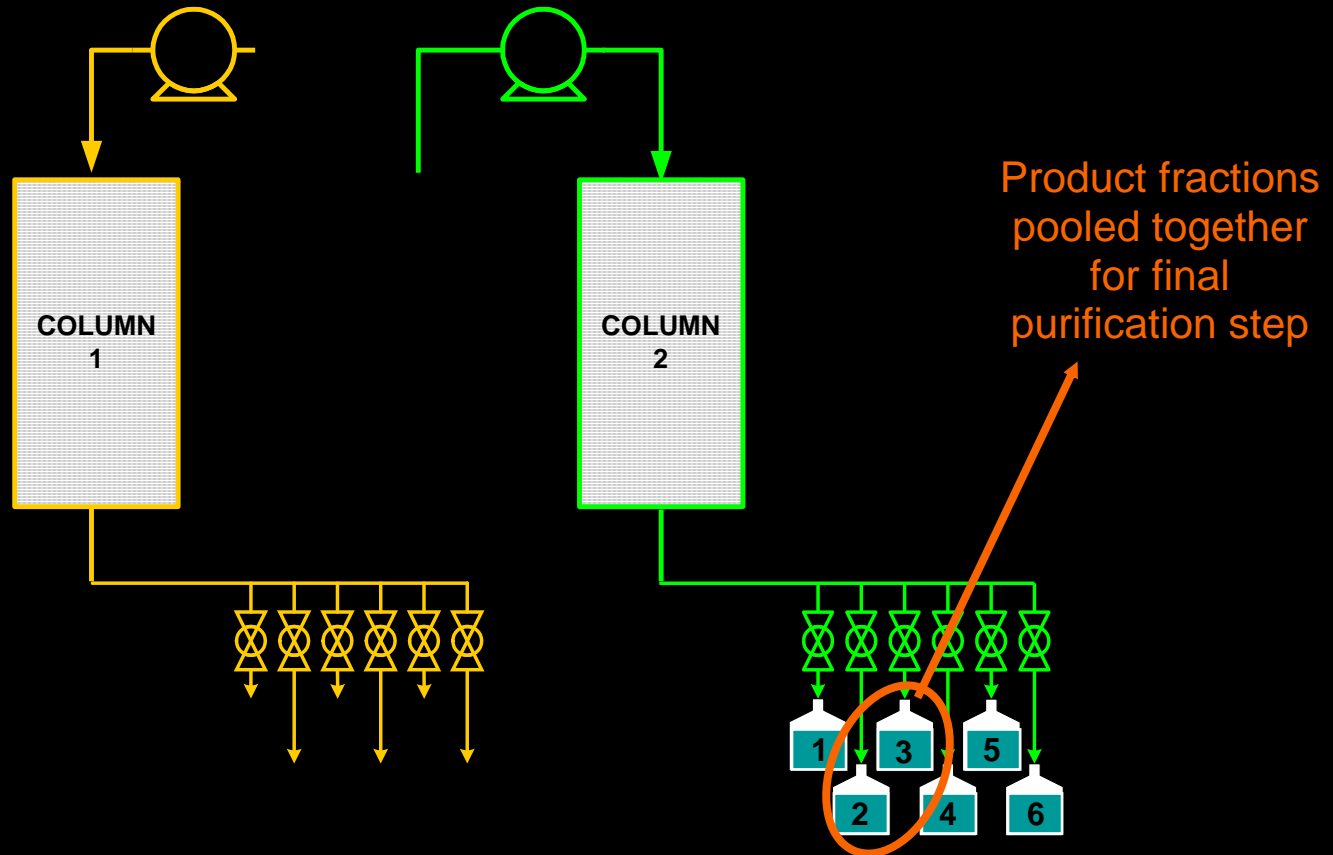 Product fractions
pooled together
for final
purification step
COLUMN
1
COLUMN
2
1
3
5
2
4
6